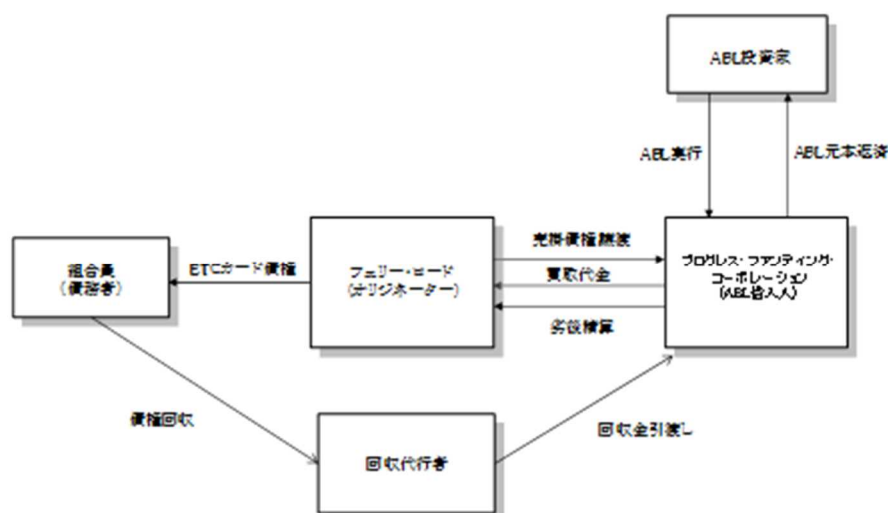 ABL投資家
ABL実行
ABL元本返済
組合員
(債務者)
ETCカード債権
フェリー・ロード
(オリジネーター)
売掛債権譲渡
買取代金
劣後精算
プログレス・ファンディング・
コーポレーション
(ABL借入人)
債権回収
回収代行者
回収金引渡し